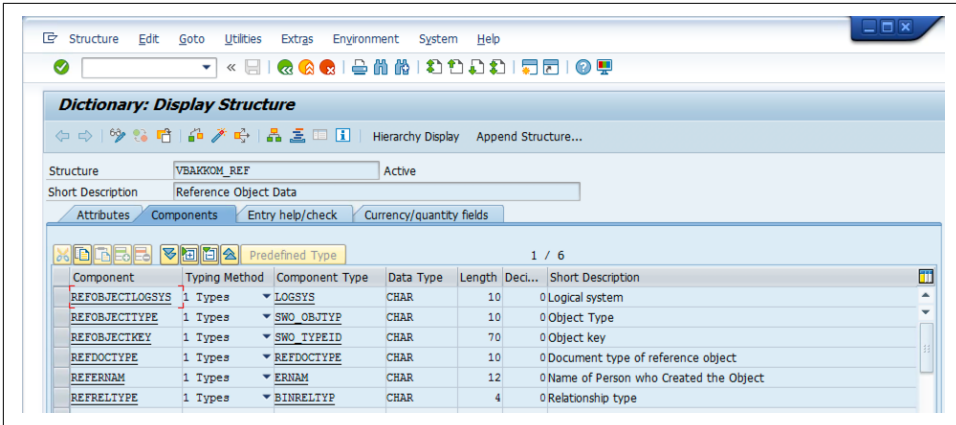 Structure Edit Goto Utilities Extras Environment System Help
Dictionary: Display Structure
Hierarchy Display Append Structure...
Structure VBAKKOM_REF Active
Short Description Reference Object Data
Attributes Components Entry help/check Currency/quantity fields
Predefined Type 1 / 6
Component Typing Method Component Type Data Type Length Deci... Short Description
REFOBJECTLOGSYS 1 Types LOGSYS CHAR 10 0 Logical system
REFOBJECTTYPE 1 Types SWO_OBJTYP CHAR 10 0 Object Type
REFOBJECTKEY 1 Types SWO_TYPEID CHAR 70 0 Object key
REFDOCTYPE 1 Types REFDOCTYPE CHAR 10 0 Document type of reference object
REFERNAM 1 Types ERNAM CHAR 12 0 Name of Person who Created the Object
REFRELTYPE 1 Types BINRELTYP CHAR 4 0 Relationship type